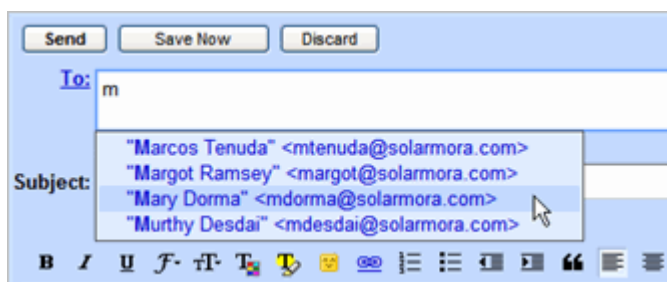 Send Save Now Discard
To: m
"Marcos Tenuda" <mtenuda@solarmora.com>
"Margot Ramsey" <margot@solarmora.com>
Subject:
"Mary Dorma" <mdorma@solarmora.com>
"Murthy Desdai" <mdesdai@solarmora.com>
B I U F T T T